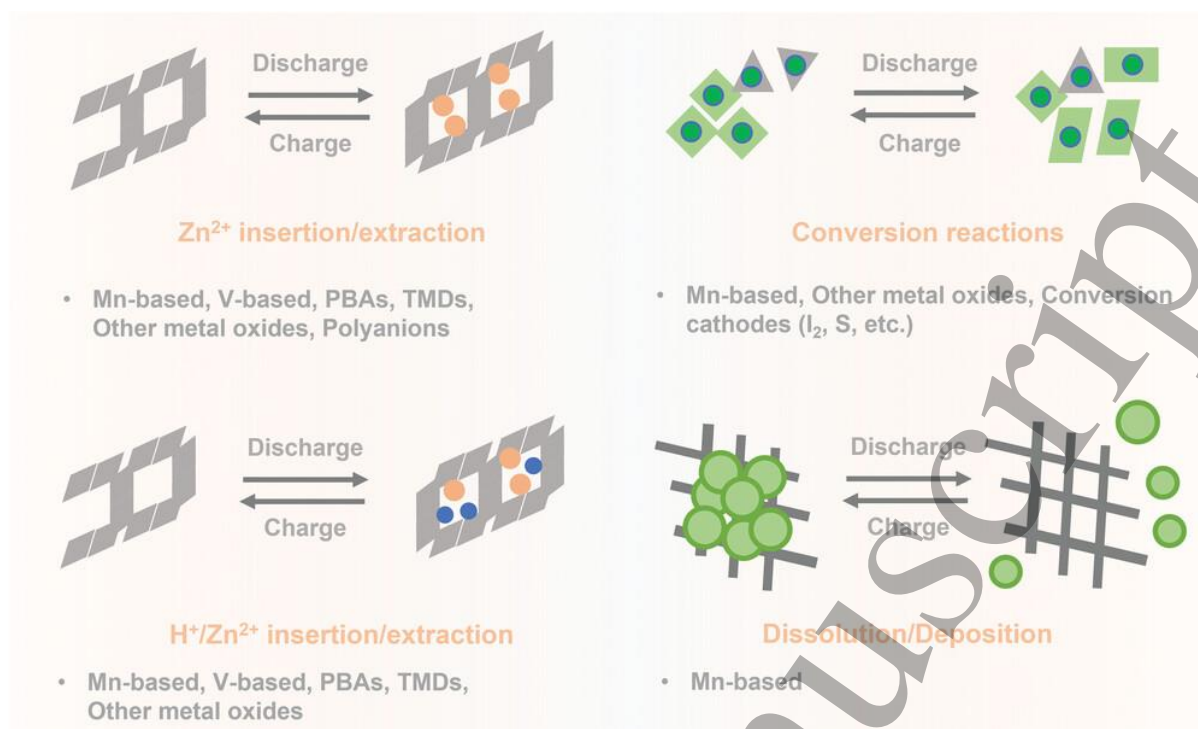 Discharge
Charge
Zn²⁺ insertion/extraction
• Mn-based, V-based, PBAs, TMDs,
Other metal oxides, Polyanions
Discharge
Charge
Conversion reactions
• Mn-based, Other metal oxides, Conversion
cathodes (I₂, S, etc.)
Discharge
Charge
H⁺/Zn²⁺ insertion/extraction
• Mn-based, V-based, PBAs, TMDs,
Other metal oxides
Discharge
Charge
Dissolution/Deposition
• Mn-based
uscript